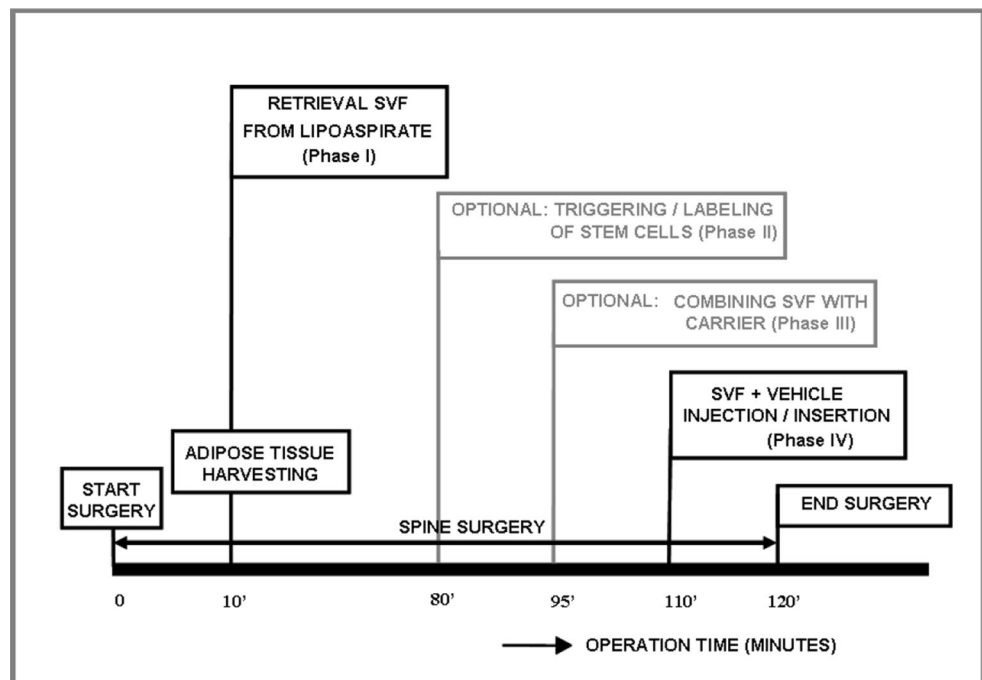 RETRIEVAL SVF
FROM LIPOASPIRATE
(Phase I)
OPTIONAL: TRIGGERING / LABELING
OF STEM CELLS (Phase II)
OPTIONAL: COMBINING SVF WITH
CARRIER (Phase III)
SVF + VEHICLE
INJECTION / INSERTION
(Phase IV)
ADIPOSE TISSUE
HARVESTING
START
SURGERY
END SURGERY
SPINE SURGERY
0 10' 80' 95' 110' 120'
OPERATION TIME (MINUTES)